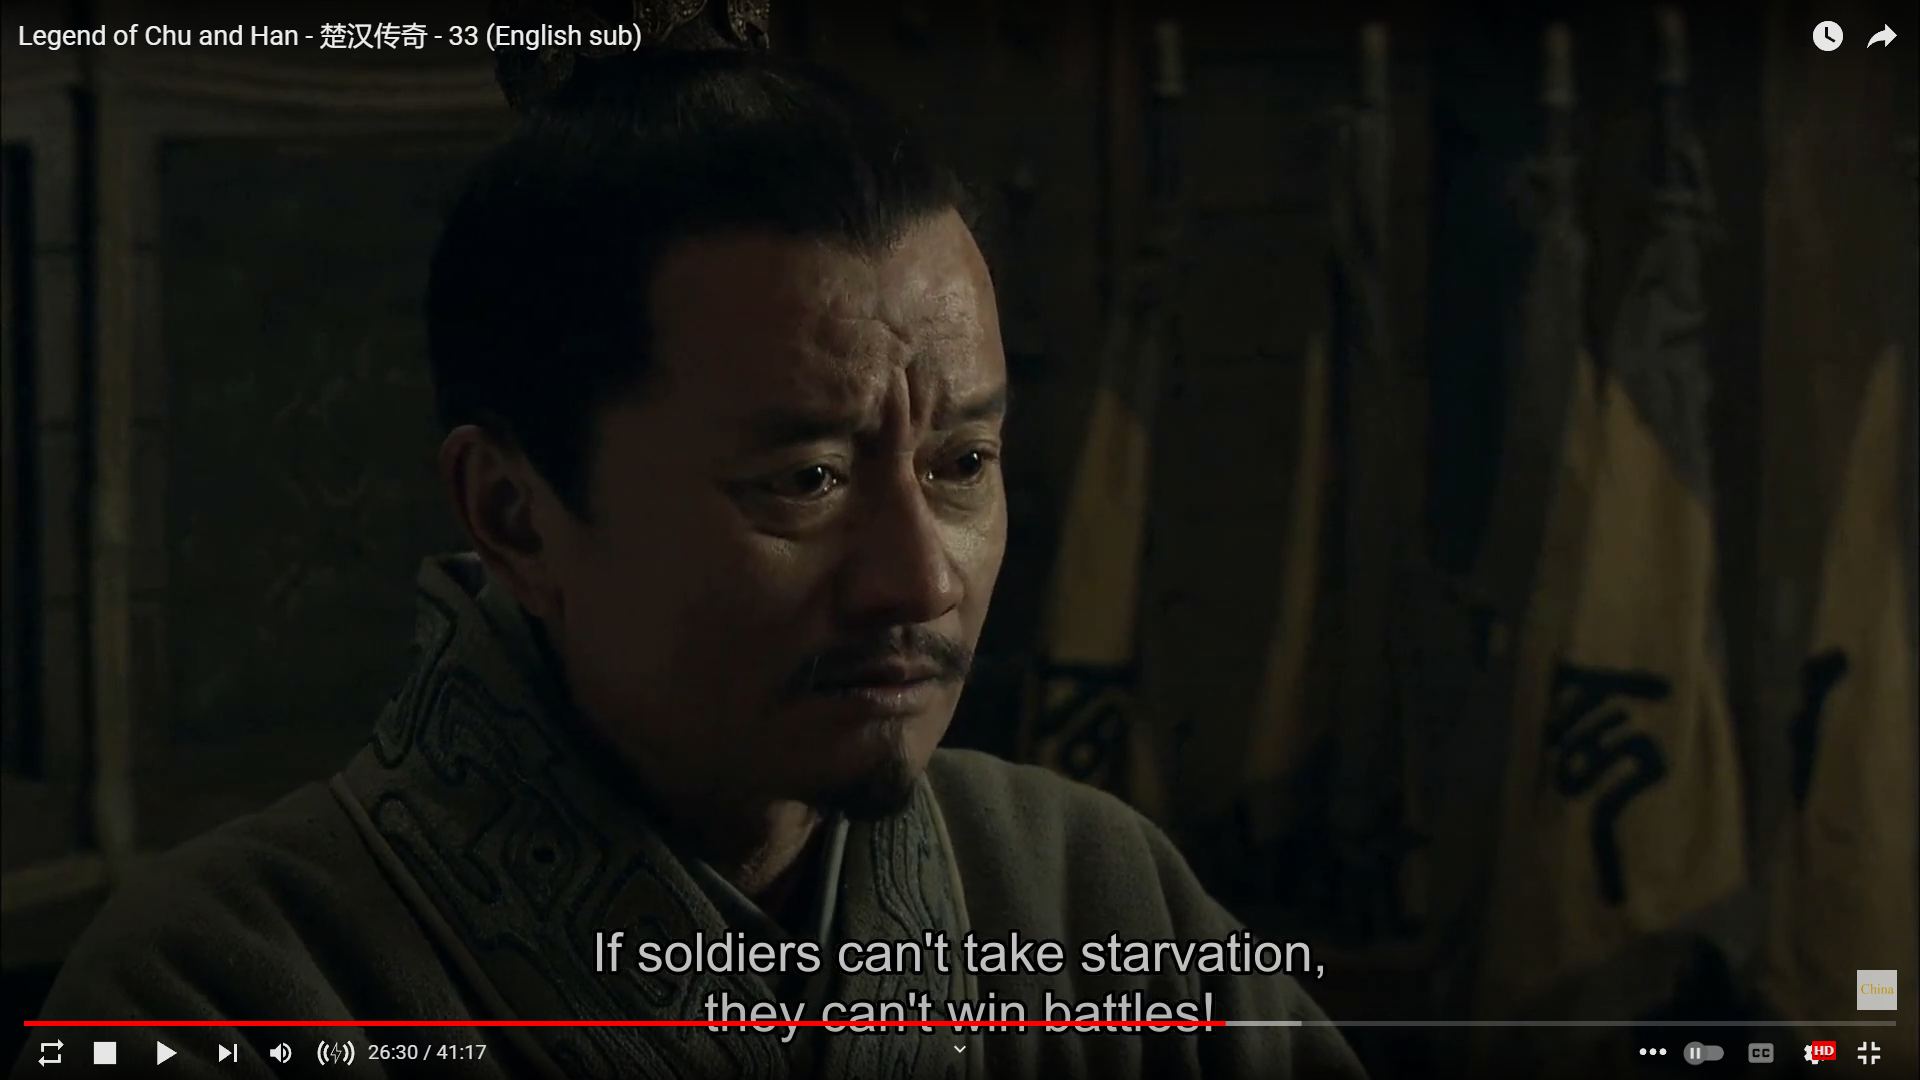 Legend of Chu and Han - 楚汉传奇 - 33 (English sub)
If soldiers can't take starvation,
they can't win battles!
China
26:30 / 41:17
CC
HD